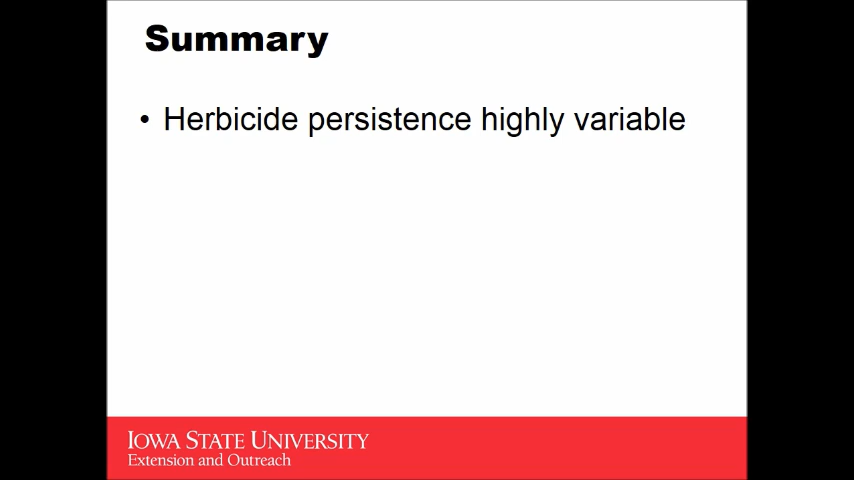 Summary
• Herbicide persistence highly variable
IOWA STATE UNIVERSITY
Extension and Outreach